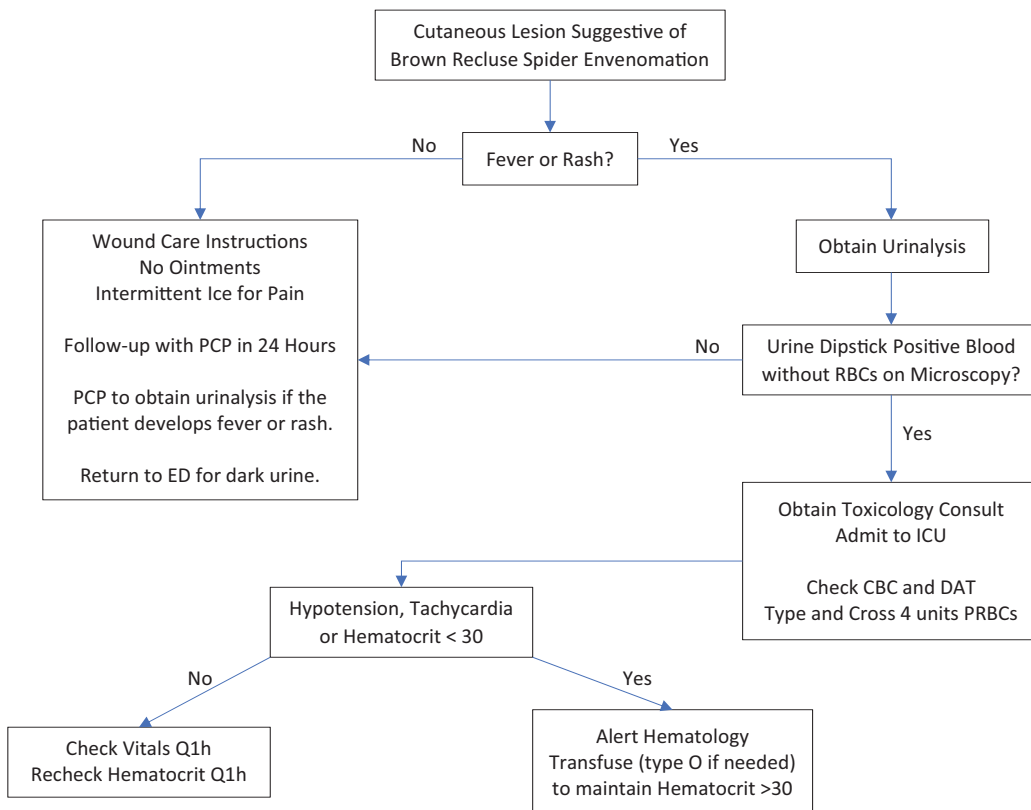 Cutaneous Lesion Suggestive of
Brown Recluse Spider Envenomation
No
Fever or Rash?
Yes
Wound Care Instructions
No Ointments
Intermittent Ice for Pain
Follow-up with PCP in 24 Hours
PCP to obtain urinalysis if the
patient develops fever or rash.
Return to ED for dark urine.
Obtain Urinalysis
No
Urine Dipstick Positive Blood
without RBCs on Microscopy?
Yes
Obtain Toxicology Consult
Admit to ICU
Check CBC and DAT
Type and Cross 4 units PRBCs
Hypotension, Tachycardia
or Hematocrit < 30
No
Yes
Check Vitals Q1h
Recheck Hematocrit Q1h
Alert Hematology
Transfuse (type O if needed)
to maintain Hematocrit >30